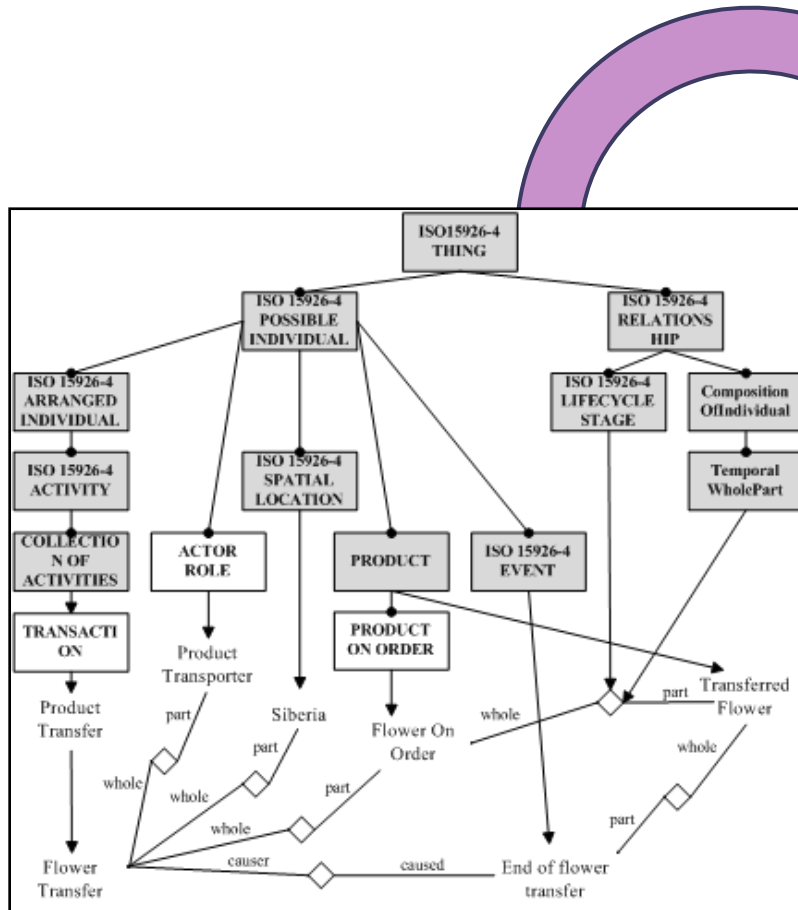 ISO15926-4
THING
ISO 15926-4
POSSIBLE
INDIVIDUAL
ISO 15926-4
RELATIONS
HIP
ISO 15926-4
ARRANGED
INDIVIDUAL
ISO 15926-4
LIFECYCLE
STAGE
Composition
OfIndividual
ISO 15926-4
ACTIVITY
ISO 15926-4
SPATIAL
LOCATION
Temporal
WholePart
COLLECTIO
N OF
ACTIVITIES
ACTOR
ROLE
PRODUCT
ISO 15926-4
EVENT
TRANSACTI
ON
PRODUCT
ON ORDER
Product
Transporter
Transferred
Flower
Product
Transfer
part
Siberia
Flower On
Order
whole
part
whole
part
part
whole
whole
whole
part
part
causer
caused
Flower
Transfer
End of flower
transfer